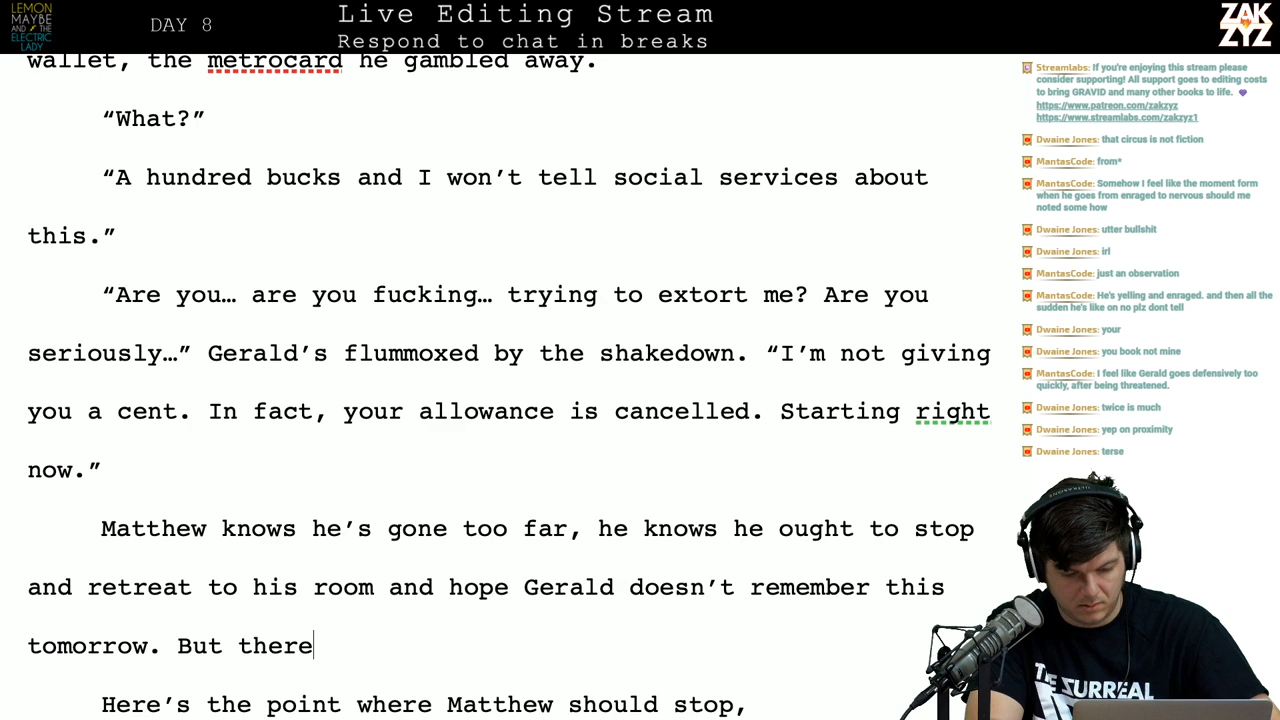 LEMON
MAYBE
AND THE
ELECTRIC
LADY
DAY 8
Live Editing Stream
Respond to chat in breaks
ZAK
ZYZ
wallet, the metrocard he gambled away.
“What?”
“A hundred bucks and I won’t tell social services about
this.”
“Are you… are you fucking… trying to extort me? Are you
seriously…” Gerald’s flummoxed by the shakedown. “I’m not giving
you a cent. In fact, your allowance is cancelled. Starting right
now.”
Matthew knows he’s gone too far, he knows he ought to stop
and retreat to his room and hope Gerald doesn’t remember this
tomorrow. But there
Here’s the point where Matthew should stop,
Streamlabs: If you're enjoying this stream please
consider supporting! All support goes to editing costs
to bring GRAVID and many other books to life. 💜
https://www.patreon.com/zakzyz
https://www.streamlabs.com/zakzyz1
Dwaine Jones: that circus is not fiction
MantasCode: from*
MantasCode: Somehow I feel like the moment form
when he goes from enraged to nervous should me
noted some how
Dwaine Jones: utter bullshit
Dwaine Jones: irl
MantasCode: just an observation
MantasCode: He's yelling and enraged. and then all the
sudden he's like on no plz dont tell
Dwaine Jones: your
Dwaine Jones: you book not mine
MantasCode: I feel like Gerald goes defensively too
quickly, after being threatened.
Dwaine Jones: twice is much
Dwaine Jones: yep on proximity
Dwaine Jones: terse
THE SURREAL